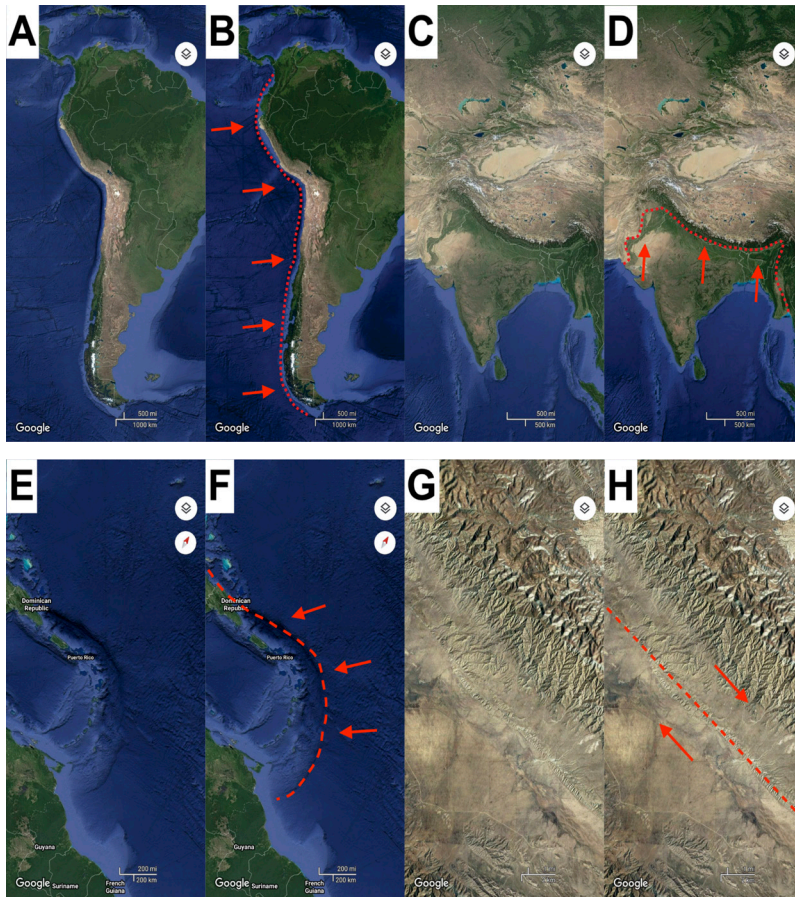 A
B
C
D
500 mi
1000 km
500 mi
1000 km
500 mi
500 km
500 mi
500 km
Google
Google
Google
Google
E
F
G
H
Dominican
Republic
Dominican
Republic
Puerto Rico
Puerto Rico
Guyana
Guyana
200 mi
200 km
200 mi
200 km
Google
Suriname
French
Guiana
Google
Suriname
French
Guiana
Google
Google